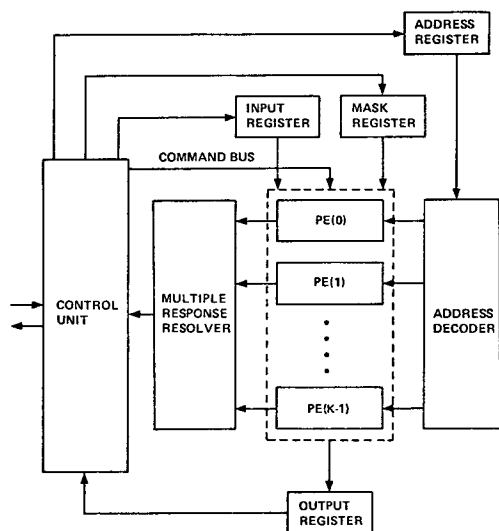 ADDRESS
REGISTER
INPUT
REGISTER
MASK
REGISTER
COMMAND BUS
PE(0)
PE(1)
CONTROL
UNIT
MULTIPLE
RESPONSE
RESOLVER
ADDRESS
DECODER
PE(K-1)
OUTPUT
REGISTER